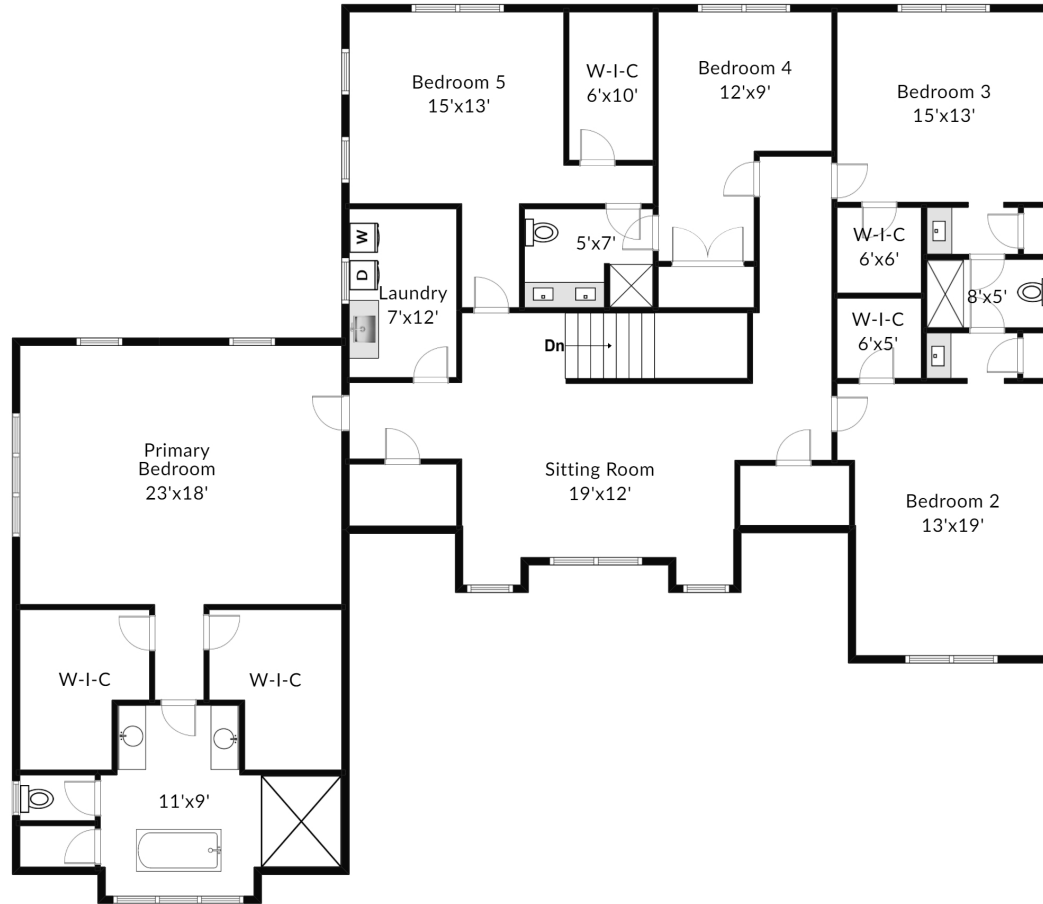 Bedroom 5
15'x13'
W-I-C
6'x10'
Bedroom 4
12'x9'
Bedroom 3
15'x13'
W
D
Laundry
7'x12'
5'x7'
W-I-C
6'x6'
8'x5'
W-I-C
6'x5'
Dn
Primary
Bedroom
23'x18'
Sitting Room
19'x12'
Bedroom 2
13'x19'
W-I-C
W-I-C
11'x9'